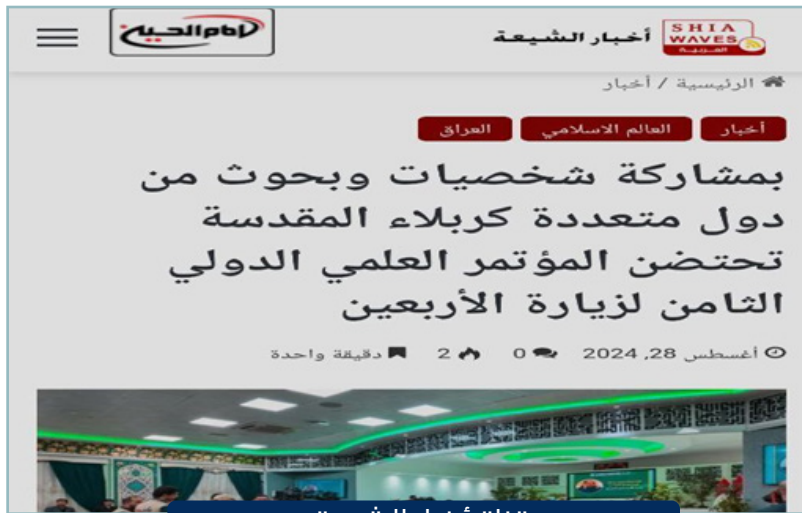 SHIA
WAVES
العربية
أخبار الشيعة
الرئيسية / أخبار
أخبار
العالم الاسلامي
العراق
بمشاركة شخصيات وبحوث من
دول متعددة كربلاء المقدسة
تحتضن المؤتمر العلمي الدولي
الثامن لزيارة الأربعين
أغسطس 28, 2024 0 2 دقيقة واحدة